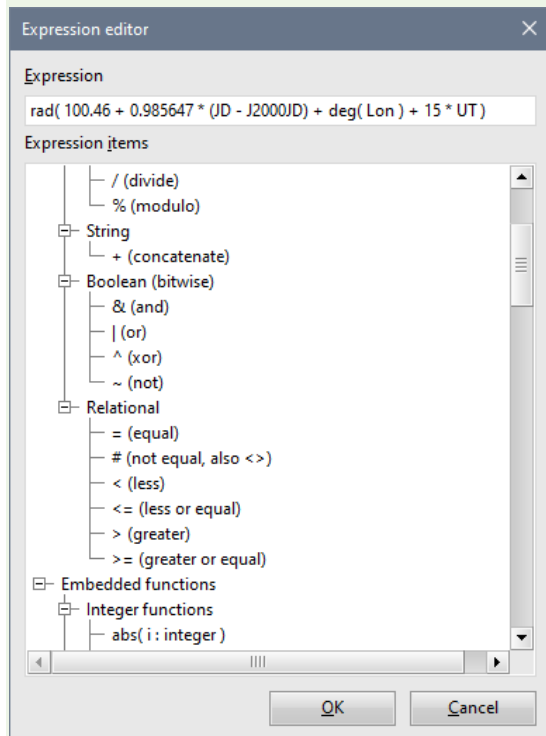 Expression editor
Expression
rad( 100.46 + 0.985647 * (JD - J2000JD) + deg( Lon ) + 15 * UT )
Expression items
/ (divide)
% (modulo)
String
+ (concatenate)
Boolean (bitwise)
& (and)
| (or)
^ (xor)
~ (not)
Relational
= (equal)
# (not equal, also <>)
< (less)
<= (less or equal)
> (greater)
>= (greater or equal)
Embedded functions
Integer functions
abs( i : integer )
OK Cancel